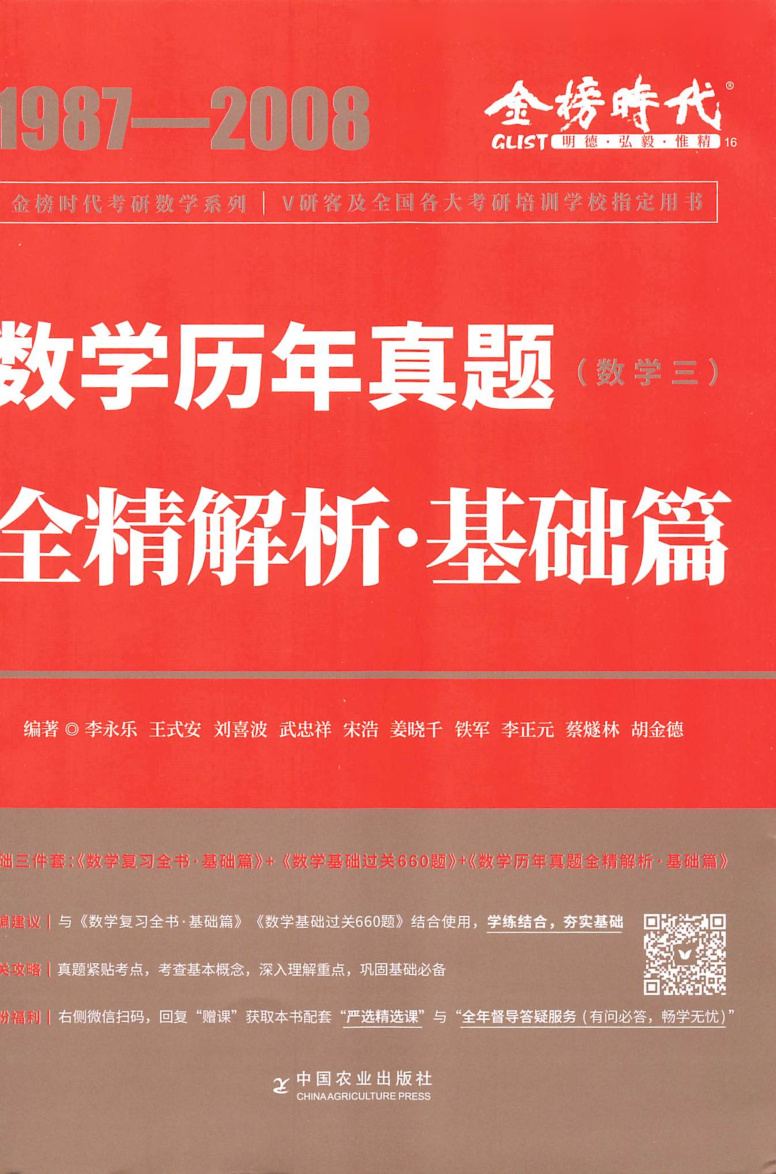 1987—2008
金榜時代®
GLIST 明德·弘毅·惟精 16
金榜时代考研数学系列 | V研客及全国各大考研培训学校指定用书
数学历年真题（数学三）
全精解析·基础篇
编著◎李永乐 王式安 刘喜波 武忠祥 宋浩 姜晓千 铁军 李正元 蔡燧林 胡金德
础三件套：《数学复习全书·基础篇》+《数学基础过关660题》+《数学历年真题全精解析·基础篇》
建议 | 与《数学复习全书·基础篇》《数学基础过关660题》结合使用，学练结合，夯实基础
攻略 | 真题紧贴考点，考查基本概念，深入理解重点，巩固基础必备
福利 | 右侧微信扫码，回复“赠课”获取本书配套“严选精选课”与“全年督导答疑服务（有问必答，畅学无忧）”
中国农业出版社
CHINA AGRICULTURE PRESS